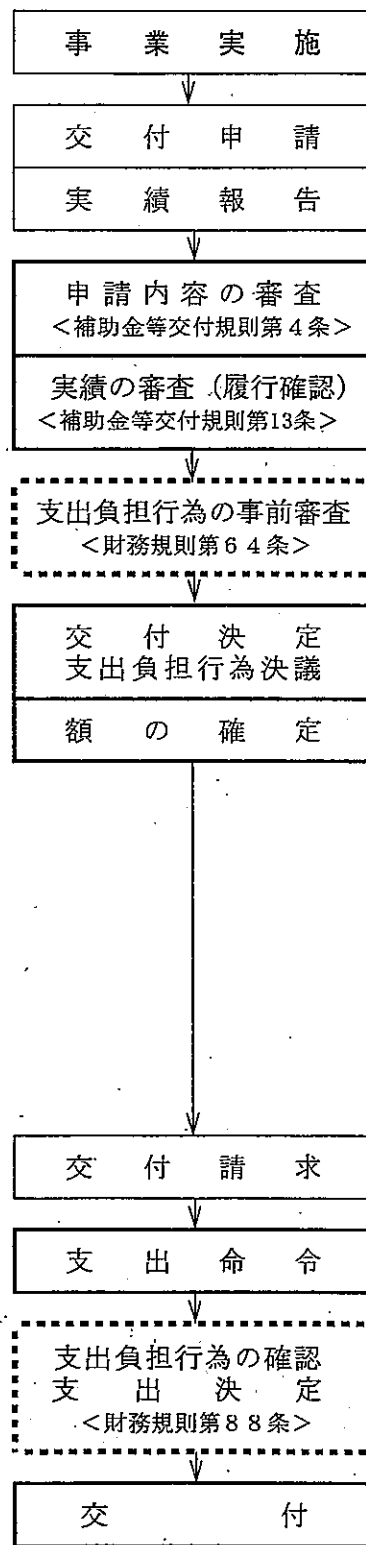 事業実施
交付申請
実績報告
申請内容の審査
＜補助金等交付規則第4条＞
実績の審査（履行確認）
＜補助金等交付規則第13条＞
支出負担行為の事前審査
＜財務規則第64条＞
交付決定
支出負担行為決議
額の確定
交付請求
支出命令
支出負担行為の確認
支出決定
＜財務規則第88条＞
交付